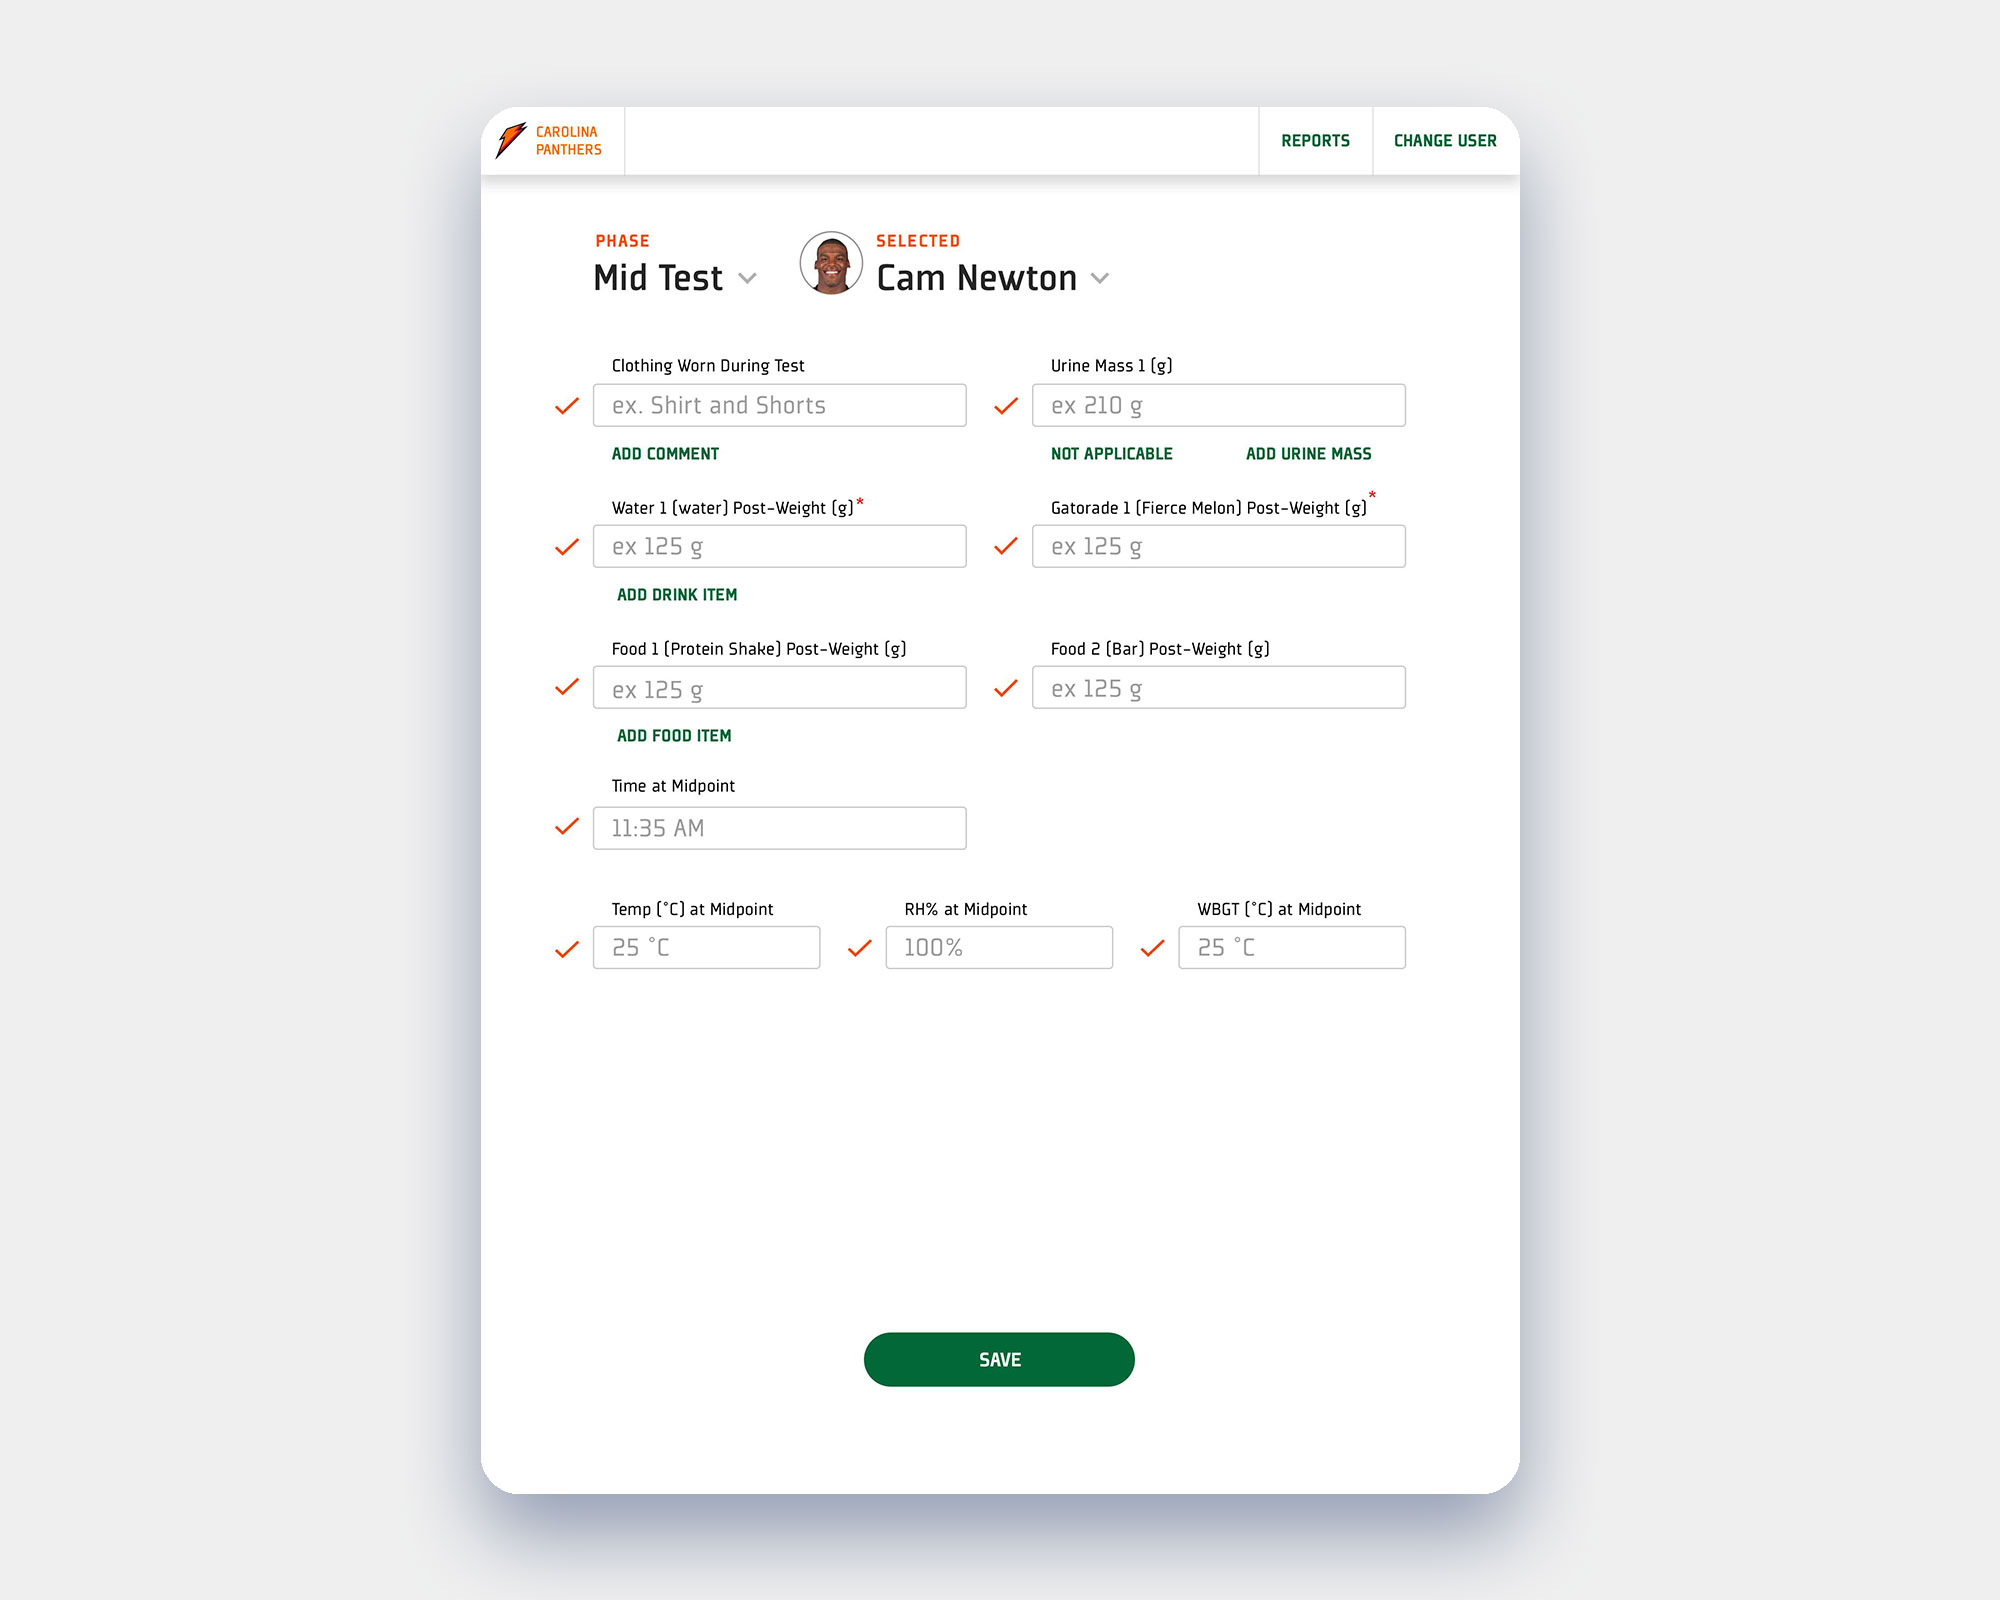 CAROLINA
PANTHERS
REPORTS
CHANGE USER
PHASE
SELECTED
Mid Test
Cam Newton
Clothing Worn During Test
Urine Mass 1 (g)
ex. Shirt and Shorts
ex 210 g
ADD COMMENT
NOT APPLICABLE
ADD URINE MASS
Water 1 (water) Post-Weight (g)*
Gatorade 1 (Fierce Melon) Post-Weight (g)*
ex 125 g
ex 125 g
ADD DRINK ITEM
Food 1 (Protein Shake) Post-Weight (g)
Food 2 (Bar) Post-Weight (g)
ex 125 g
ex 125 g
ADD FOOD ITEM
Time at Midpoint
11:35 AM
Temp (°C) at Midpoint
RH% at Midpoint
WBGT (°C) at Midpoint
25 °C
100%
25 °C
SAVE